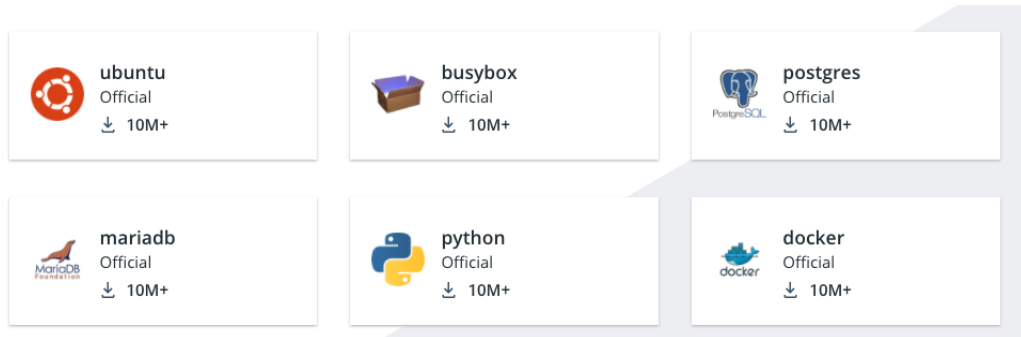 ubuntu
Official
10M+
busybox
Official
10M+
PostgreSQL
postgres
Official
10M+
MariaDB
Foundation
mariadb
Official
10M+
python
Official
10M+
docker
docker
Official
10M+